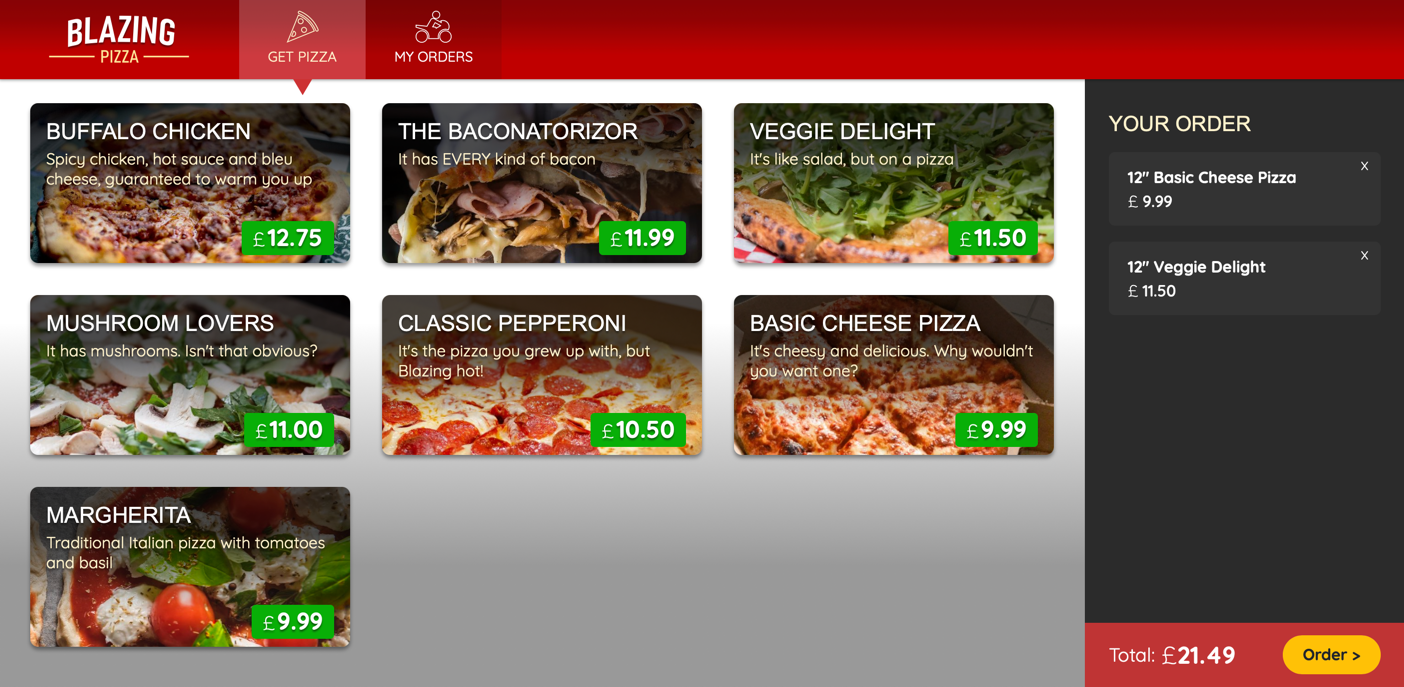 BLAZING
PIZZA
GET PIZZA
MY ORDERS
BUFFALO CHICKEN
Spicy chicken, hot sauce and bleu
cheese, guaranteed to warm you up
£12.75
THE BACONATORIZOR
It has EVERY kind of bacon
£11.99
VEGGIE DELIGHT
It's like salad, but on a pizza
£11.50
MUSHROOM LOVERS
It has mushrooms. Isn't that obvious?
£11.00
CLASSIC PEPPERONI
It's the pizza you grew up with, but
Blazing hot!
£10.50
BASIC CHEESE PIZZA
It's cheesy and delicious. Why wouldn't
you want one?
£9.99
MARGHERITA
Traditional Italian pizza with tomatoes
and basil
£9.99
YOUR ORDER
x
12" Basic Cheese Pizza
£ 9.99
x
12" Veggie Delight
£ 11.50
Total: £21.49
Order >